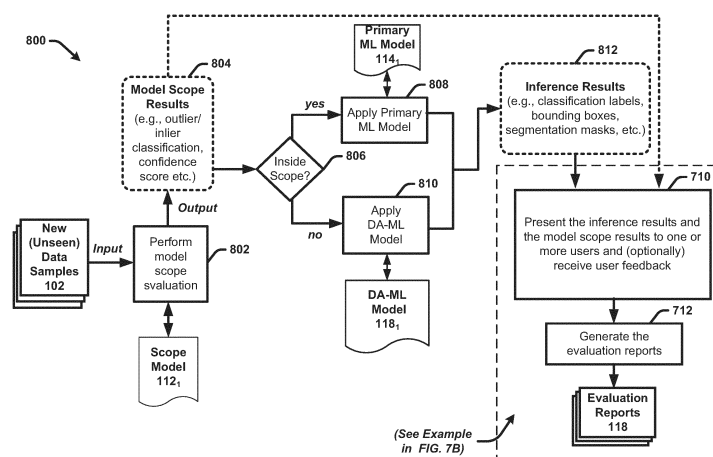 800
804
Model Scope
Results
(e.g., outlier/
inlier
classification,
confidence
score etc.)
Output
New
(Unseen)
Data
Samples
102
Input
Perform
model
scope
evaluation
802
Scope
Model
112₁
Inside
Scope?
806
yes
no
Primary
ML Model
114₁
808
Apply Primary
ML Model
810
Apply
DA-ML
Model
DA-ML
Model
118₁
812
Inference Results
(e.g., classification labels,
bounding boxes,
segmentation masks, etc.)
710
Present the inference results and
the model scope results to one or
more users and (optionally)
receive user feedback
712
Generate the
evaluation reports
Evaluation
Reports
118
(See Example
in FIG. 7B)